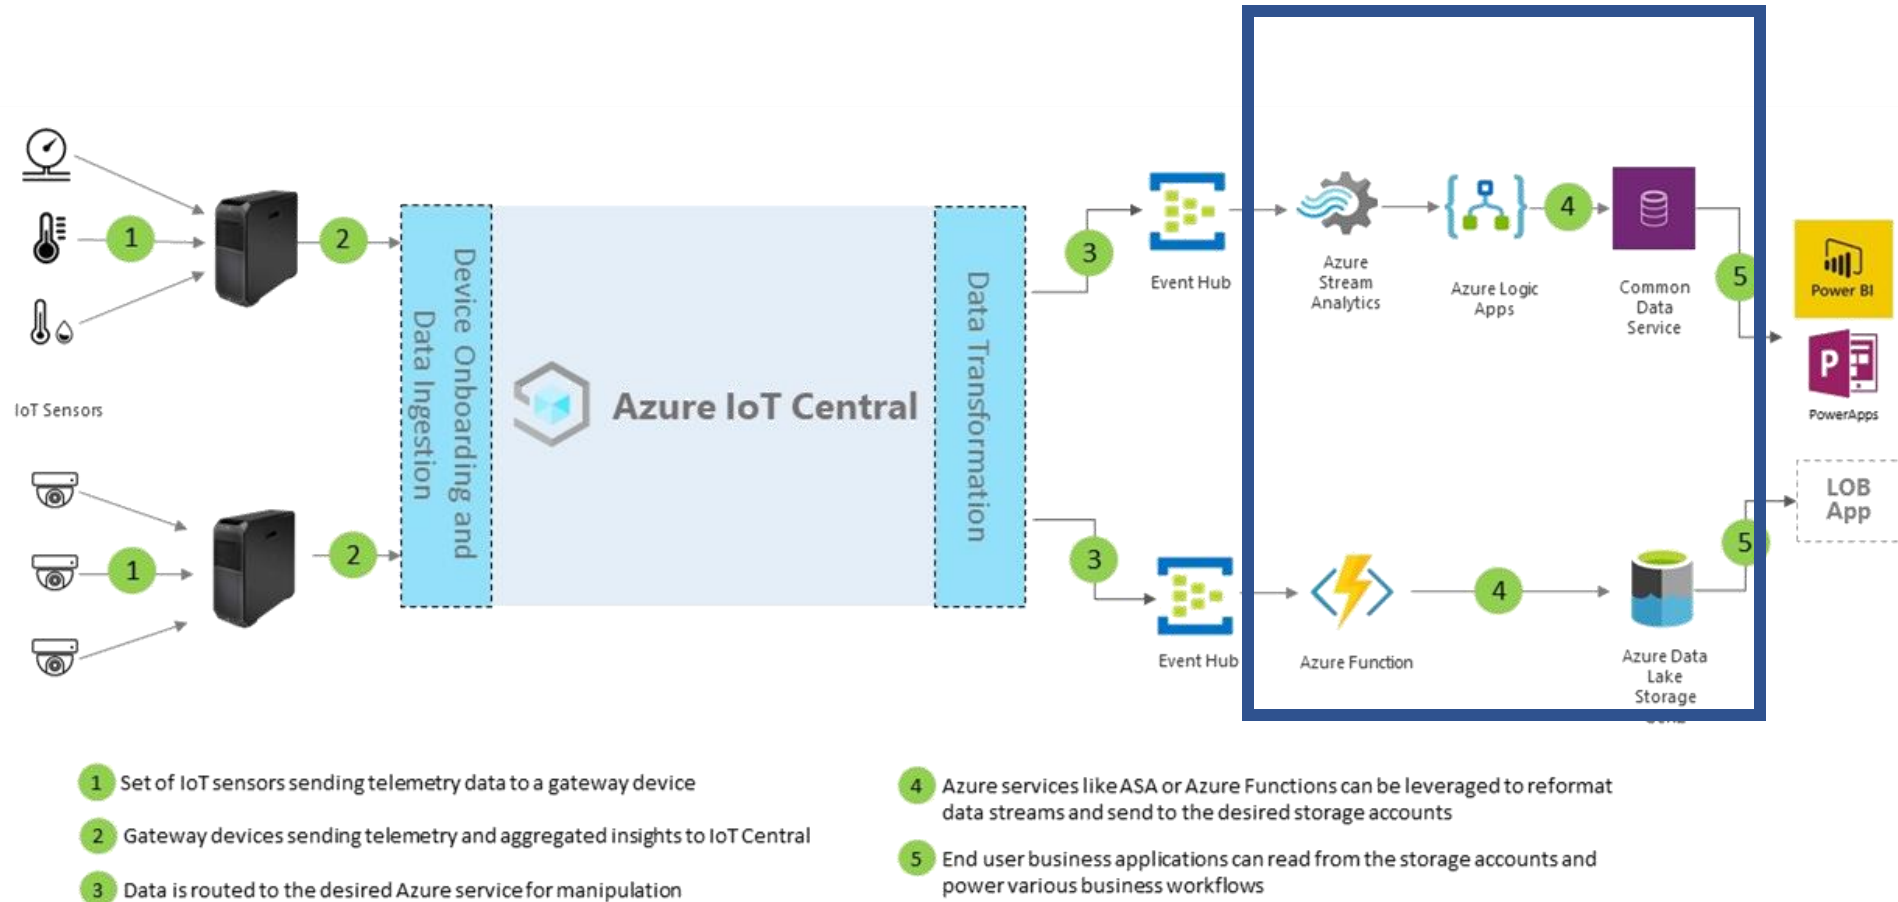 1
2
IoT Sensors
1
2
Device Onboarding and
Data Ingestion
Azure IoT Central
Data Transformation
3
Event Hub
3
Event Hub
Azure
Stream
Analytics
Azure Logic
Apps
4
Common
Data
Service
5
Power BI
P
PowerApps
Azure Function
4
Azure Data
Lake
Storage
5
LOB
App
1 Set of IoT sensors sending telemetry data to a gateway device
2 Gateway devices sending telemetry and aggregated insights to IoT Central
3 Data is routed to the desired Azure service for manipulation
4 Azure services like ASA or Azure Functions can be leveraged to reformat
data streams and send to the desired storage accounts
5 End user business applications can read from the storage accounts and
power various business workflows